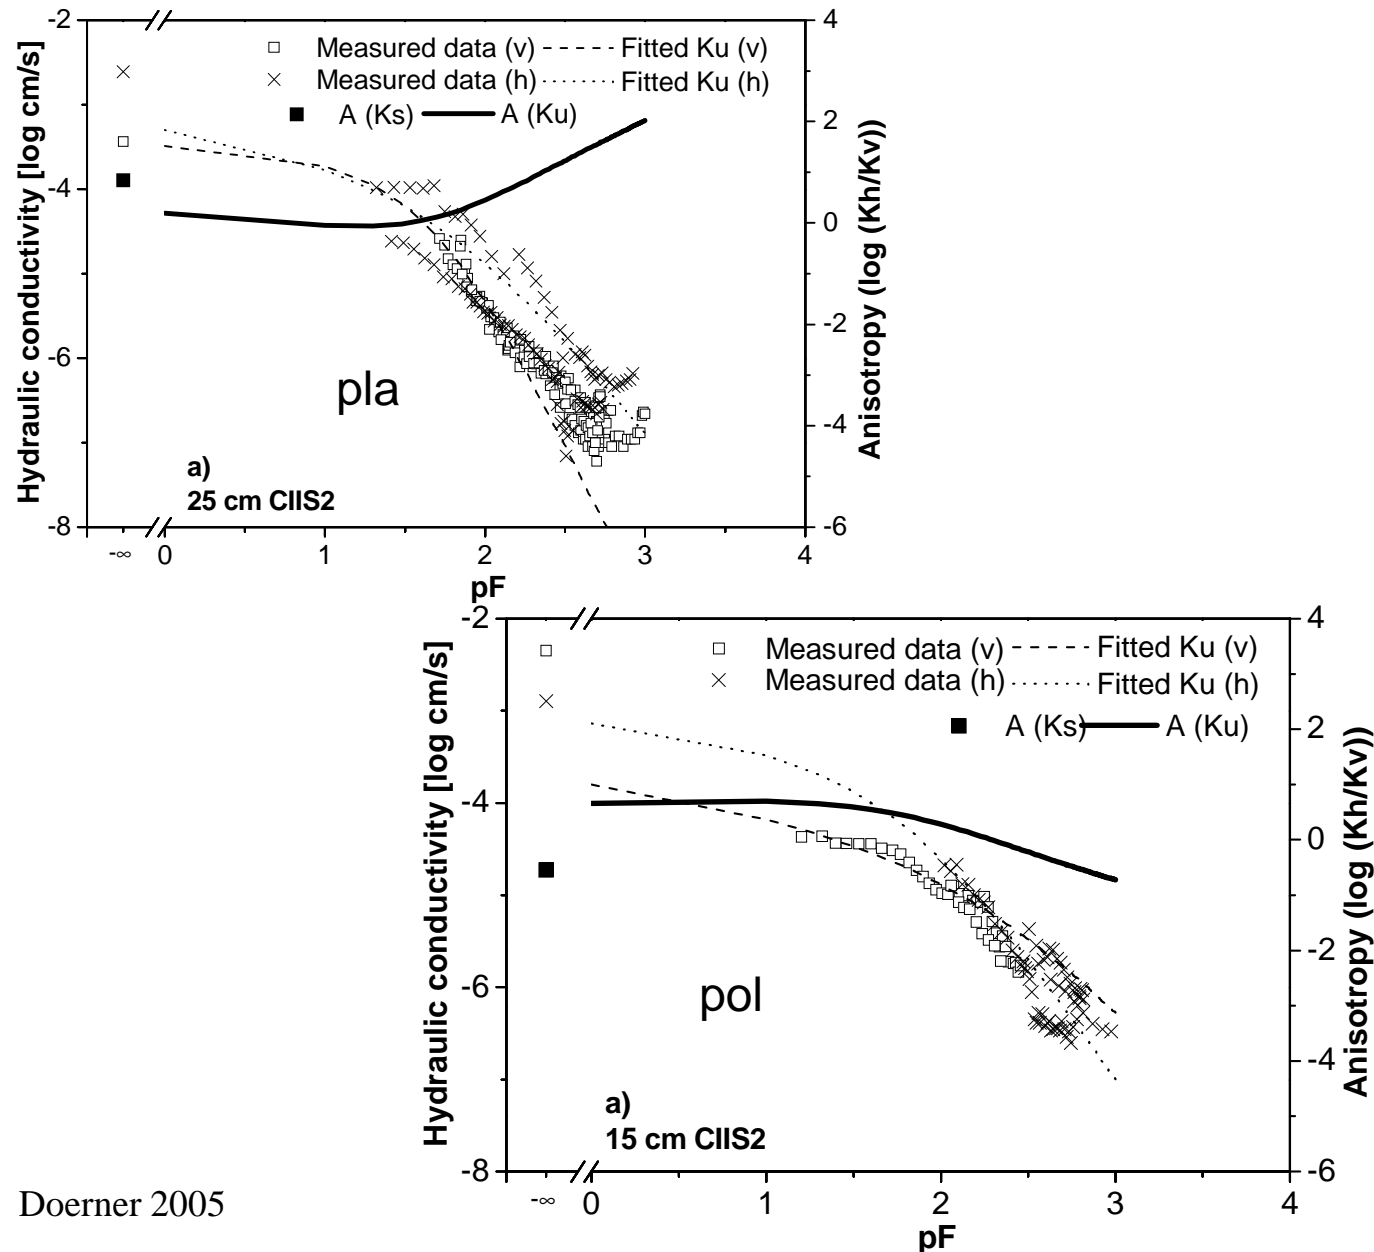 -2
4
Measured data (v)
Fitted Ku (v)
Measured data (h)
Fitted Ku (h)
A (Ks)
A (Ku)
2
-4
0
-2
-6
-4
-8
-6
Hydraulic conductivity [log cm/s]
Anisotropy (log (Kh/Kv))
pla
a)
25 cm CIIS2
-∞ 0 1 2 3 4
pF
-2
4
Measured data (v)
Fitted Ku (v)
Measured data (h)
Fitted Ku (h)
A (Ks)
A (Ku)
2
-4
0
-2
-6
-4
-8
-6
Hydraulic conductivity [log cm/s]
Anisotropy (log (Kh/Kv))
pol
a)
15 cm CIIS2
-∞ 0 1 2 3 4
pF
Doerner 2005